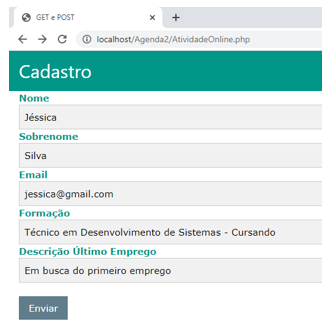 GET e POST
localhost/Agenda2/AtividadeOnline.php
Cadastro
Nome
Jéssica
Sobrenome
Silva
Email
jessica@gmail.com
Formação
Técnico em Desenvolvimento de Sistemas - Cursando
Descrição Último Emprego
Em busca do primeiro emprego
Enviar